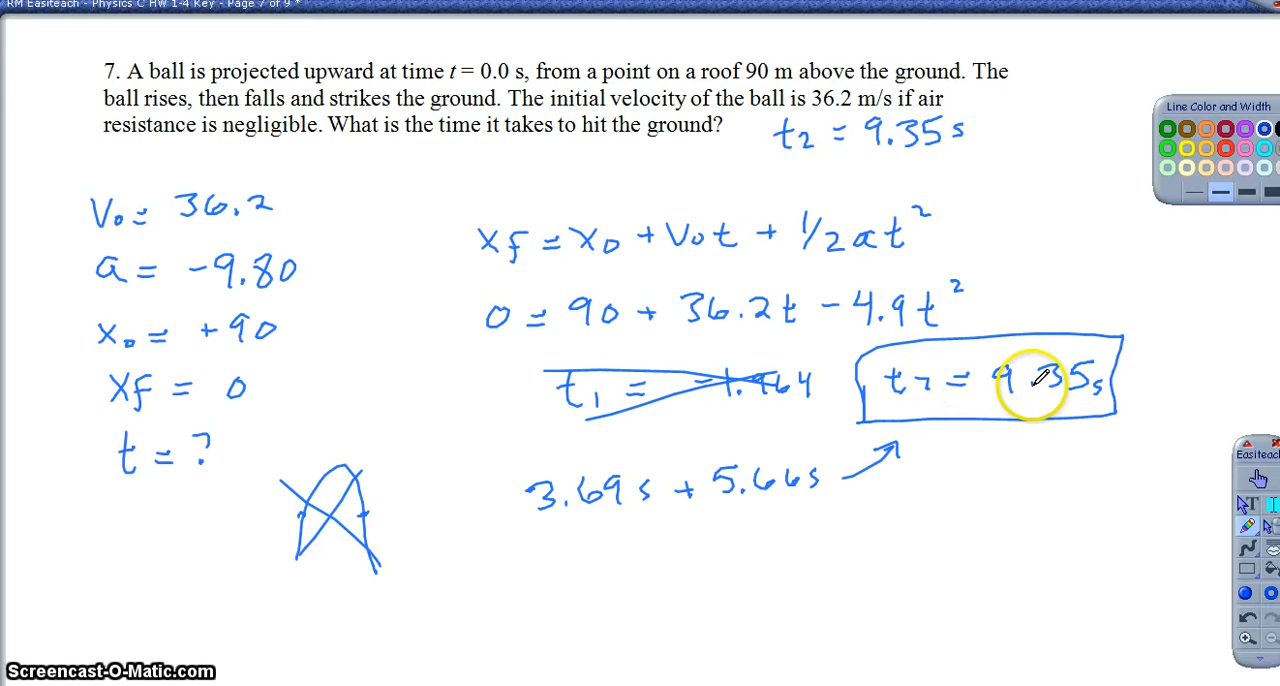 RM Easiteach - Physics C HW 1-4 Key - Page 7 of 9 *
7. A ball is projected upward at time t = 0.0 s, from a point on a roof 90 m above the ground. The
ball rises, then falls and strikes the ground. The initial velocity of the ball is 36.2 m/s if air
resistance is negligible. What is the time it takes to hit the ground?
t2 = 9.35 s
Line Color and Width
V0 = 36.2
a = -9.80
x0 = +90
xf = 0
t = ?
xf = x0 + v0t + 1/2 at²
0 = 90 + 36.2t - 4.9t²
t1 = -1.964
t2 = 9.35s
3.69s + 5.66s
Easiteach
T
Screencast-O-Matic.com